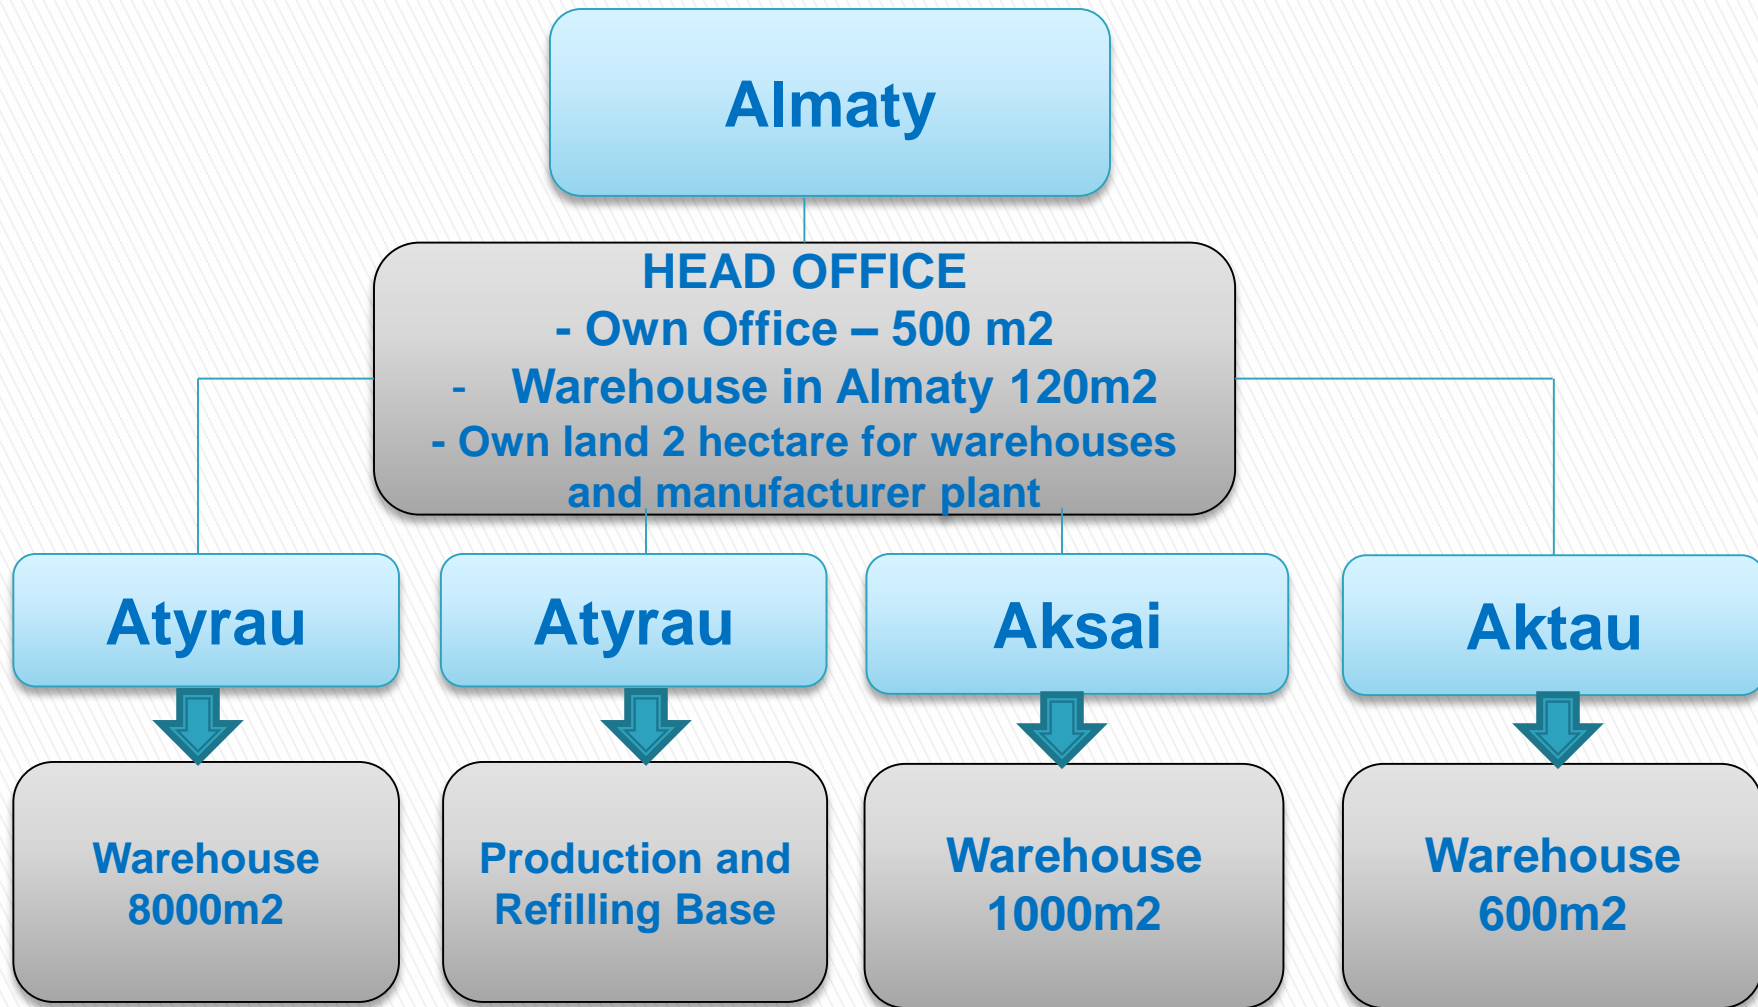 Almaty
HEAD OFFICE
- Own Office – 500 m2
- Warehouse in Almaty 120m2
- Own land 2 hectare for warehouses
and manufacturer plant
Atyrau
Atyrau
Aksai
Aktau
Warehouse
8000m2
Production and
Refilling Base
Warehouse
1000m2
Warehouse
600m2